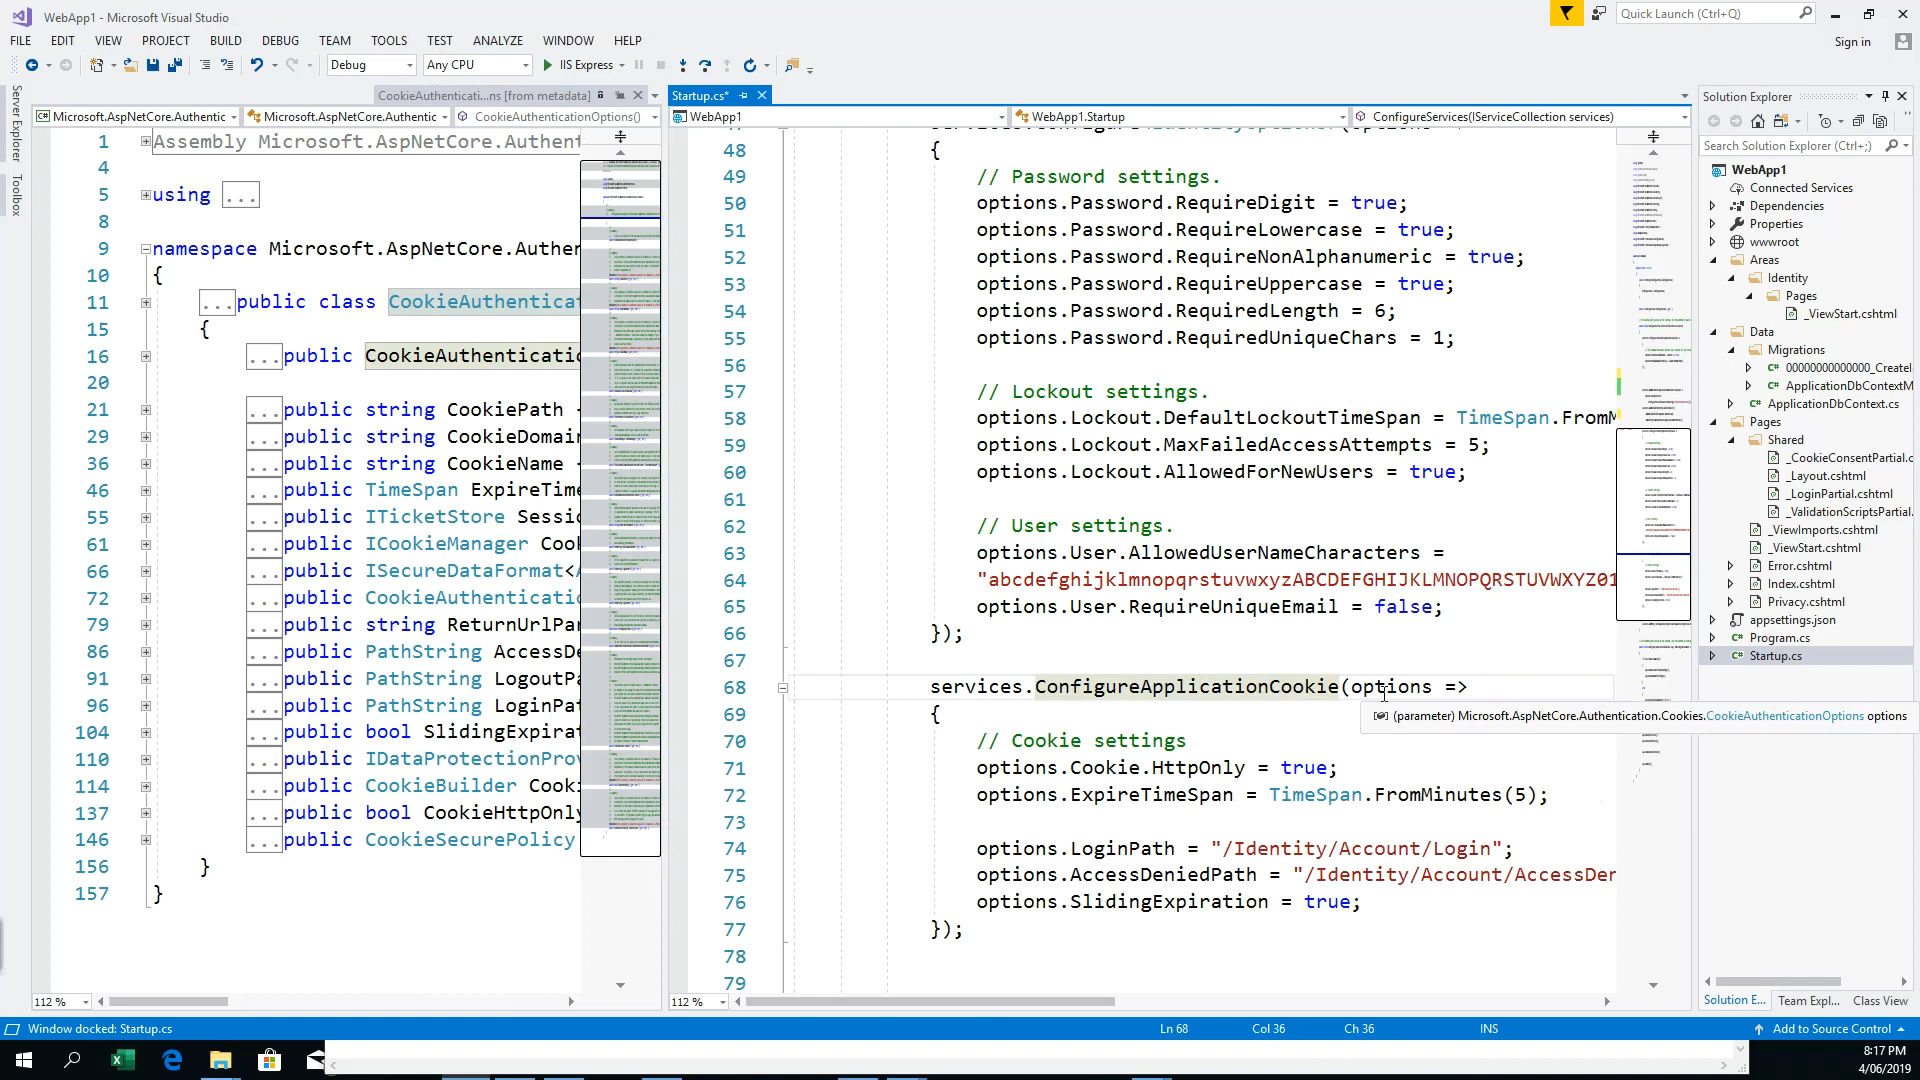 WebApp1 - Microsoft Visual Studio
Quick Launch (Ctrl+Q)
FILE EDIT VIEW PROJECT BUILD DEBUG TEAM TOOLS TEST ANALYZE WINDOW HELP
Sign in
Debug Any CPU IIS Express
Server Explorer
Toolbox
CookieAuthenticati...ns [from metadata]
Microsoft.AspNetCore.Authentic Microsoft.AspNetCore.Authentic CookieAuthenticationOptions()
1 Assembly Microsoft.AspNetCore.Authent
4
5 using ...
8
9 namespace Microsoft.AspNetCore.Authen
10 {
11 ...public class CookieAuthenticat
15 {
16 ...public CookieAuthenticatio
20
21 ...public string CookiePath {
29 ...public string CookieDomain
36 ...public string CookieName {
46 ...public TimeSpan ExpireTime
55 ...public ITicketStore Sessio
61 ...public ICookieManager Cook
66 ...public ISecureDataFormat<A
72 ...public CookieAuthenticatio
79 ...public string ReturnUrlPar
86 ...public PathString AccessDe
91 ...public PathString LogoutPa
96 ...public PathString LoginPat
104 ...public bool SlidingExpirat
110 ...public IDataProtectionProv
114 ...public CookieBuilder Cooki
137 ...public bool CookieHttpOnly
146 ...public CookieSecurePolicy
156 }
157 }
112 %
Startup.cs*
WebApp1 WebApp1.Startup ConfigureServices(IServiceCollection services)
48 {
49 // Password settings.
50 options.Password.RequireDigit = true;
51 options.Password.RequireLowercase = true;
52 options.Password.RequireNonAlphanumeric = true;
53 options.Password.RequireUppercase = true;
54 options.Password.RequiredLength = 6;
55 options.Password.RequiredUniqueChars = 1;
56
57 // Lockout settings.
58 options.Lockout.DefaultLockoutTimeSpan = TimeSpan.FromM
59 options.Lockout.MaxFailedAccessAttempts = 5;
60 options.Lockout.AllowedForNewUsers = true;
61
62 // User settings.
63 options.User.AllowedUserNameCharacters =
64 "abcdefghijklmnopqrstuvwxyzABCDEFGHIJKLMNOPQRSTUVWXYZ01
65 options.User.RequireUniqueEmail = false;
66 });
67
68 services.ConfigureApplicationCookie(options =>
(parameter) Microsoft.AspNetCore.Authentication.Cookies.CookieAuthenticationOptions options
69 {
70 // Cookie settings
71 options.Cookie.HttpOnly = true;
72 options.ExpireTimeSpan = TimeSpan.FromMinutes(5);
73
74 options.LoginPath = "/Identity/Account/Login";
75 options.AccessDeniedPath = "/Identity/Account/AccessDen
76 options.SlidingExpiration = true;
77 });
78
79
112 %
Solution Explorer
Search Solution Explorer (Ctrl+;)
WebApp1
Connected Services
Dependencies
Properties
wwwroot
Areas
Identity
Pages
_ViewStart.cshtml
Data
Migrations
00000000000000_Createl
ApplicationDbContextM
ApplicationDbContext.cs
Pages
Shared
_CookieConsentPartial.c
_Layout.cshtml
_LoginPartial.cshtml
_ValidationScriptsPartial.
_ViewImports.cshtml
_ViewStart.cshtml
Error.cshtml
Index.cshtml
Privacy.cshtml
appsettings.json
Program.cs
Startup.cs
Solution E... Team Expl... Class View
Window docked: Startup.cs Ln 68 Col 36 Ch 36 INS Add to Source Control
8:17 PM
4/06/2019